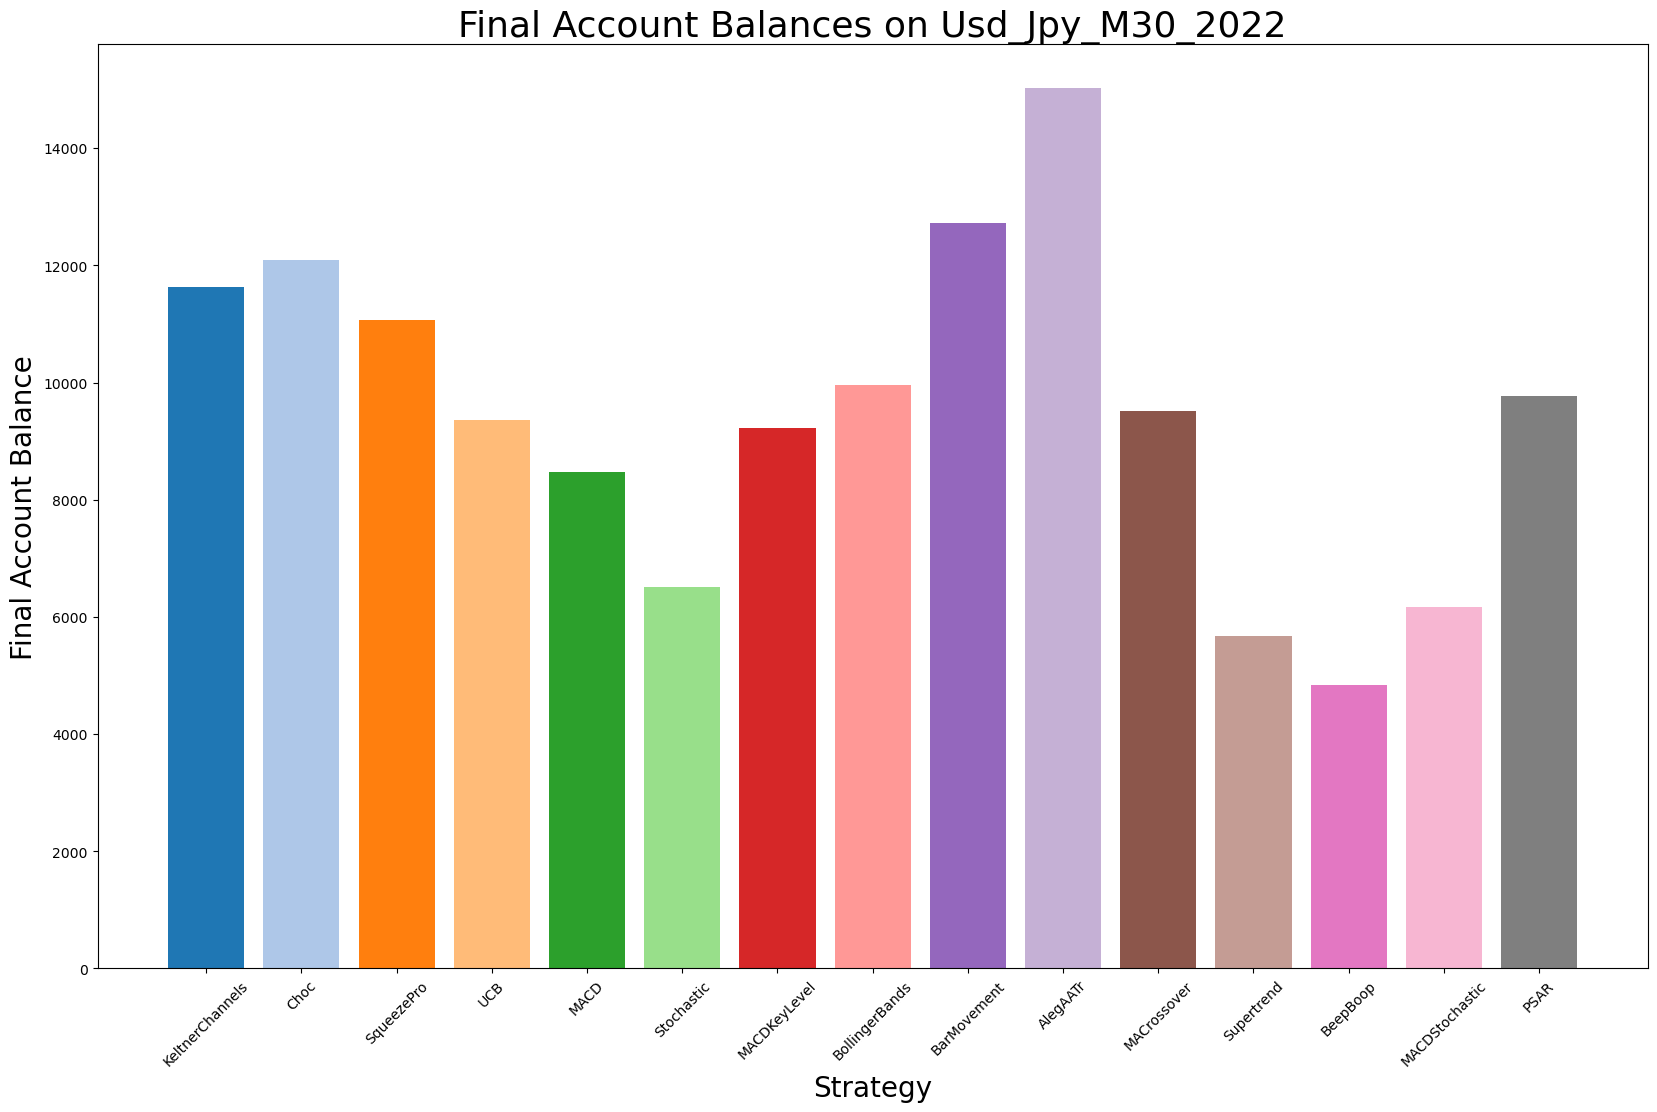 Final Account Balances on Usd_Jpy_M30_2022
Final Account Balance
14000
12000
10000
8000
6000
4000
2000
0
KeltnerChannels
Choc
SqueezePro
UCB
MACD
Stochastic
MACDKeyLevel
BollingerBands
BarMovement
AlegAATr
MACrossover
Supertrend
BeepBoop
MACDStochastic
PSAR
Strategy